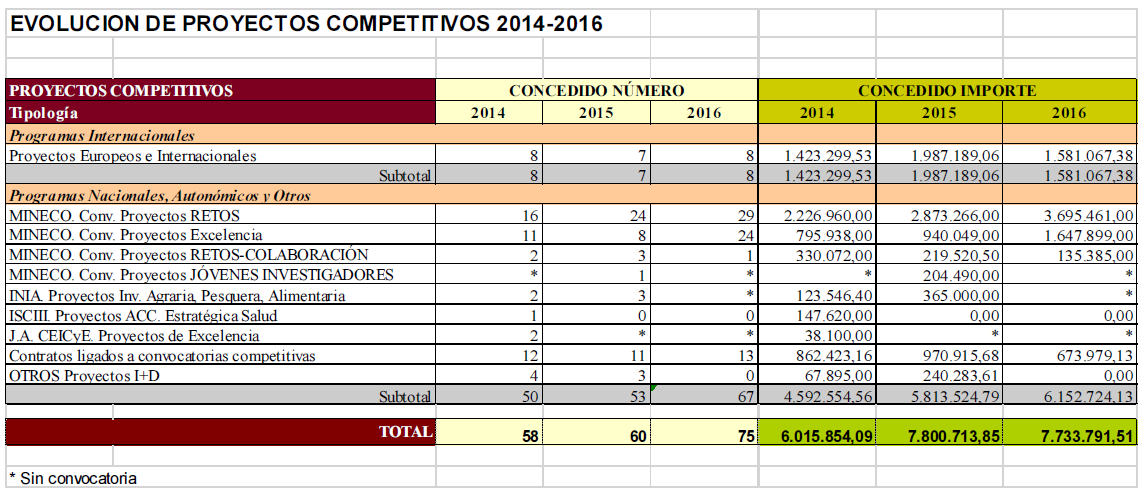 EVOLUCION DE PROYECTOS COMPETITIVOS 2014-2016
PROYECTOS COMPETITIVOS CONCEDIDO NÚMERO CONCEDIDO IMPORTE
Tipología 2014 2015 2016 2014 2015 2016
Programas Internacionales
Proyectos Europeos e Internacionales 8 7 8 1.423.299,53 1.987.189,06 1.581.067,38
Subtotal 8 7 8 1.423.299,53 1.987.189,06 1.581.067,38
Programas Nacionales, Autonómicos y Otros
MINECO. Conv. Proyectos RETOS 16 24 29 2.226.960,00 2.873.266,00 3.695.461,00
MINECO. Conv. Proyectos Excelencia 11 8 24 795.938,00 940.049,00 1.647.899,00
MINECO. Conv. Proyectos RETOS-COLABORACIÓN 2 3 1 330.072,00 219.520,50 135.385,00
MINECO. Conv. Proyectos JÓVENES INVESTIGADORES * 1 * * 204.490,00 *
INIA. Proyectos Inv. Agraria, Pesquera, Alimentaria 2 3 * 123.546,40 365.000,00 *
ISCIII. Proyectos ACC. Estratégica Salud 1 0 0 147.620,00 0,00 0,00
J.A. CEICyE. Proyectos de Excelencia 2 * * 38.100,00 * *
Contratos ligados a convocatorias competitivas 12 11 13 862.423,16 970.915,68 673.979,13
OTROS Proyectos I+D 4 3 0 67.895,00 240.283,61 0,00
Subtotal 50 53 67 4.592.554,56 5.813.524,79 6.152.724,13
TOTAL 58 60 75 6.015.854,09 7.800.713,85 7.733.791,51
* Sin convocatoria